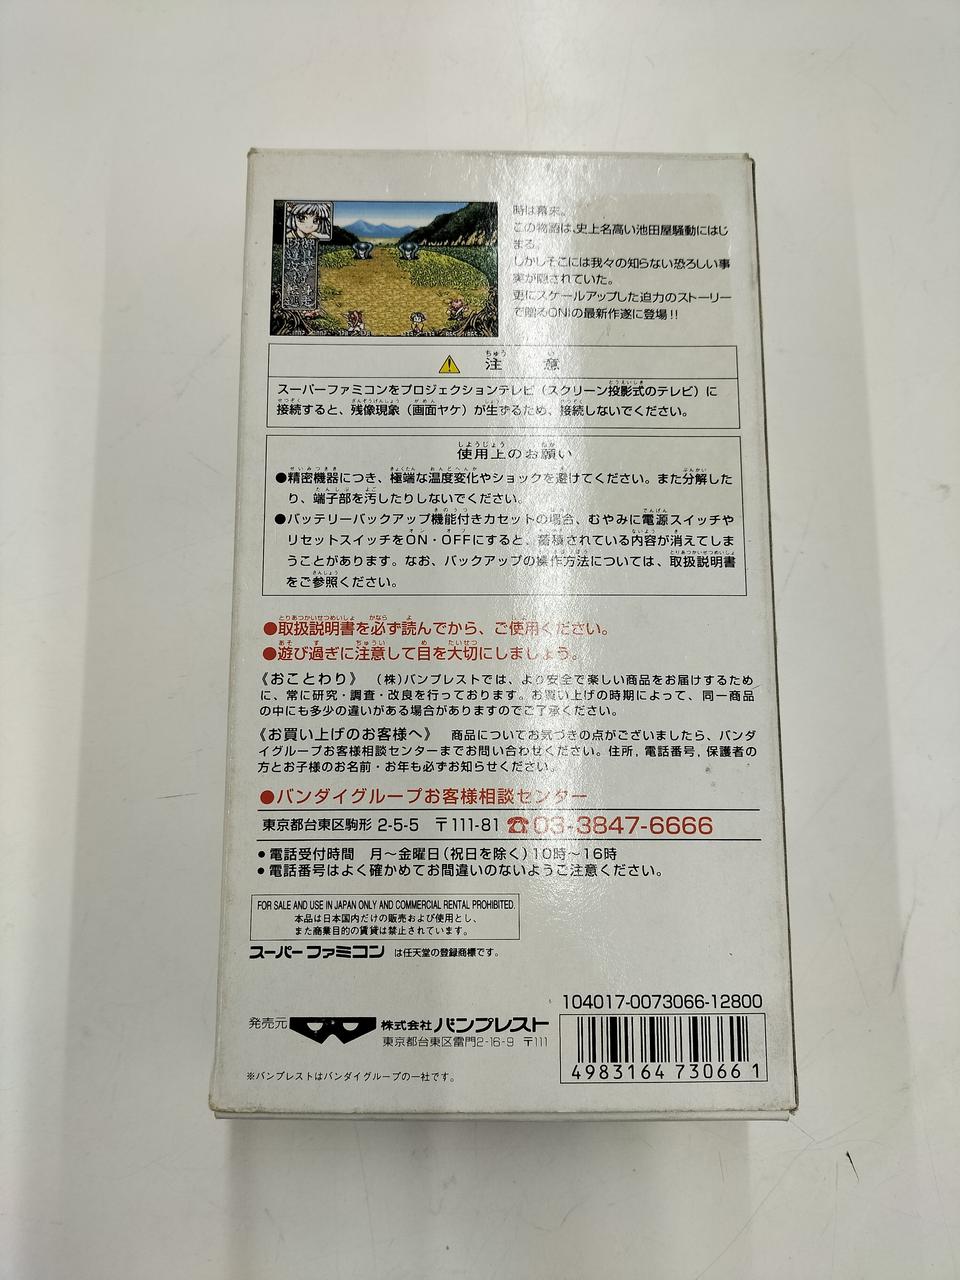 時は幕末。
この物語は、史上名高い池田屋騒動にはじ
まる。
しかしそこには我々の知らない恐ろしい事
実が隠されていた。
更にスケールアップした迫力のストーリー
で贈るONIの最新作遂に登場!!
注意
スーパーファミコンをプロジェクションテレビ(スクリーン投影式のテレビ)に
接続すると、残像現象(画面ヤケ)が生ずるため、接続しないでください。
使用上のお願い
●精密機器につき、極端な温度変化やショックを避けてください。また分解した
り、端子部を汚したりしないでください。
●バッテリーバックアップ機能付きカセットの場合、むやみに電源スイッチや
リセットスイッチをON・OFFにすると、蓄積されている内容が消えてしま
うことがあります。なお、バックアップの操作方法については、取扱説明書
をご参照ください。
●取扱説明書を必ず読んでから、ご使用ください。
●遊び過ぎに注意して目を大切にしましょう。
《おことわり》 (株)バンプレストでは、より安全で楽しい商品をお届けするため
に、常に研究・調査・改良を行っております。お買い上げの時期によって、同一商品
の中にも多少の違いがある場合がありますのでご了承ください。
《お買い上げのお客様へ》 商品についてお気づきの点がございましたら、バンダ
イグループお客様相談センターまでお問い合わせください。住所,電話番号,保護者の
方とお子様のお名前・お年も必ずお知らせください。
●バンダイグループお客様相談センター
東京都台東区駒形 2-5-5 〒111-81 ☎03-3847-6666
●電話受付時間 月〜金曜日(祝日を除く)10時〜16時
●電話番号はよく確かめてお間違いのないようご注意ください。
FOR SALE AND USE IN JAPAN ONLY AND COMMERCIAL RENTAL PROHIBITED.
本品は日本国内だけの販売および使用とし、
また商業目的の賃貸は禁止されています。
スーパーファミコン は任天堂の登録商標です。
104017-0073066-12800
発売元 株式会社 バンプレスト
東京都台東区雷門2-16-9 〒111
4983164 730661
※バンプレストはバンダイグループの一社です。